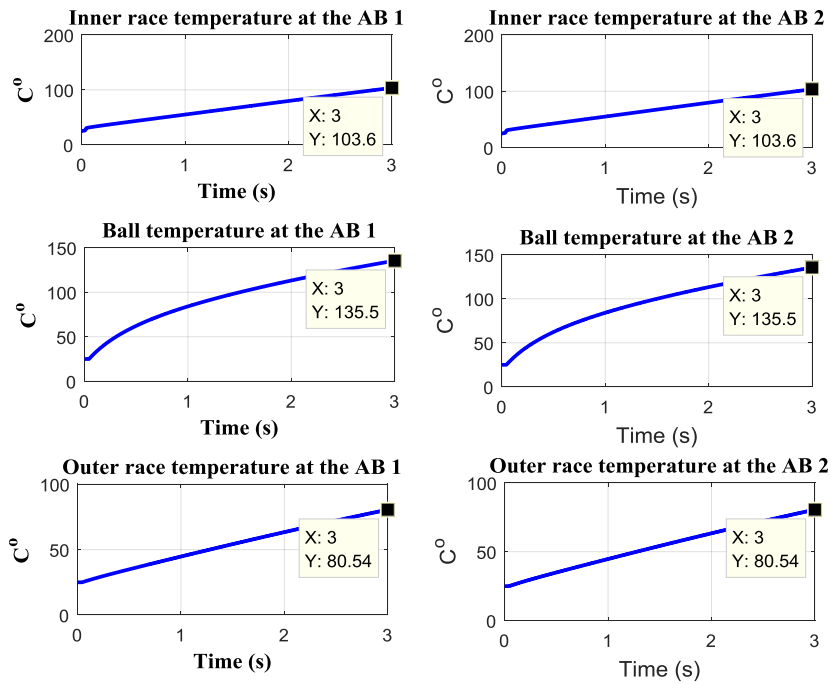 Inner race temperature at the AB 1
200
100
0
C°
X: 3
Y: 103.6
0 1 2 3
Time (s)
Inner race temperature at the AB 2
200
100
0
C°
X: 3
Y: 103.6
0 1 2 3
Time (s)
Ball temperature at the AB 1
150
100
50
0
C°
X: 3
Y: 135.5
0 1 2 3
Time (s)
Ball temperature at the AB 2
150
100
50
0
C°
X: 3
Y: 135.5
0 1 2 3
Time (s)
Outer race temperature at the AB 1
100
50
0
C°
X: 3
Y: 80.54
0 1 2 3
Time (s)
Outer race temperature at the AB 2
100
50
0
C°
X: 3
Y: 80.54
0 1 2 3
Time (s)